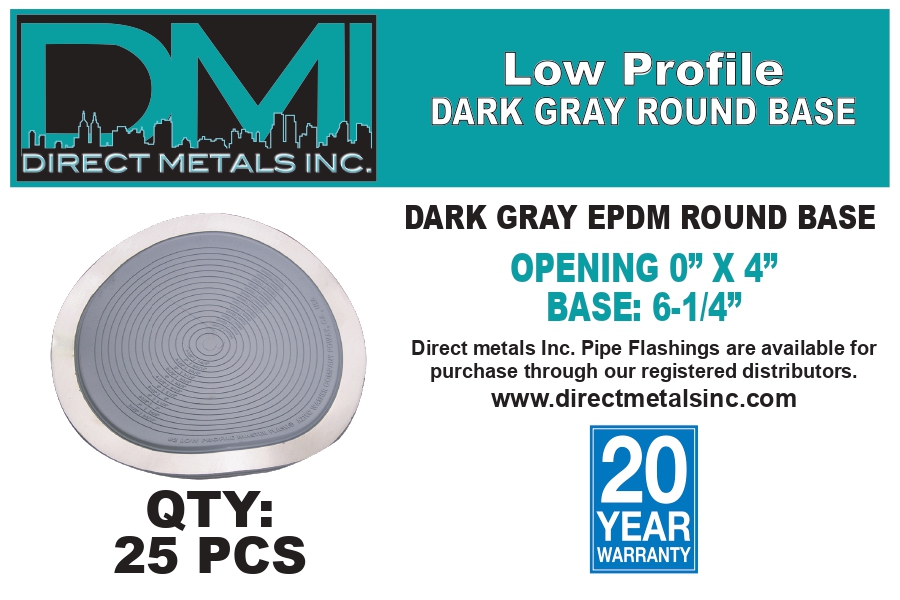 DMI
DIRECT METALS INC.
Low Profile
DARK GRAY ROUND BASE
DARK GRAY EPDM ROUND BASE
OPENING 0” X 4”
BASE: 6-1/4”
Direct metals Inc. Pipe Flashings are available for
purchase through our registered distributors.
www.directmetalsinc.com
QTY:
25 PCS
20
YEAR
WARRANTY